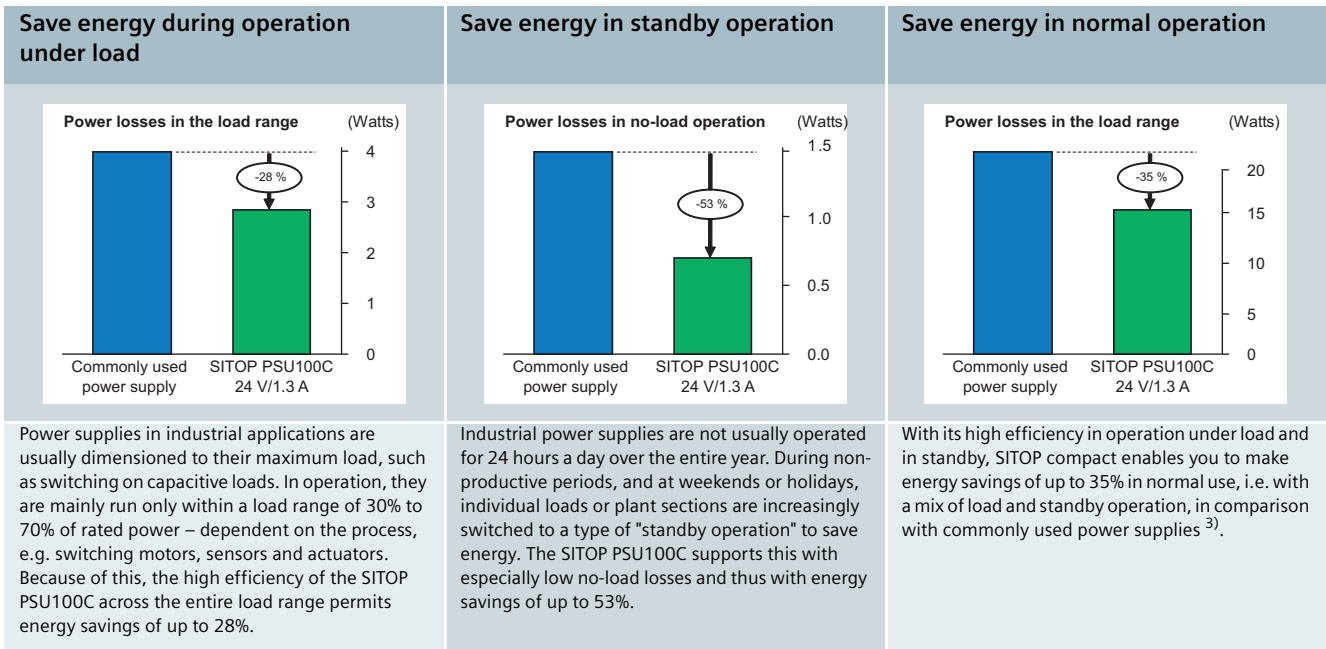 Save energy during operation
under load
Power losses in the load range (Watts)
4
-28 %
3
2
1
0
Commonly used
power supply
SITOP PSU100C
24 V/1.3 A
Power supplies in industrial applications are
usually dimensioned to their maximum load, such
as switching on capacitive loads. In operation, they
are mainly run only within a load range of 30% to
70% of rated power – dependent on the process,
e.g. switching motors, sensors and actuators.
Because of this, the high efficiency of the SITOP
PSU100C across the entire load range permits
energy savings of up to 28%.
Save energy in standby operation
Power losses in no-load operation (Watts)
1.5
-53 %
1.0
0.5
0.0
Commonly used
power supply
SITOP PSU100C
24 V/1.3 A
Industrial power supplies are not usually operated
for 24 hours a day over the entire year. During non-
productive periods, and at weekends or holidays,
individual loads or plant sections are increasingly
switched to a type of "standby operation" to save
energy. The SITOP PSU100C supports this with
especially low no-load losses and thus with energy
savings of up to 53%.
Save energy in normal operation
Power losses in the load range (Watts)
-35 %
20
15
10
5
0
Commonly used
power supply
SITOP PSU100C
24 V/1.3 A
With its high efficiency in operation under load and
in standby, SITOP compact enables you to make
energy savings of up to 35% in normal use, i.e. with
a mix of load and standby operation, in comparison
with commonly used power supplies 3).